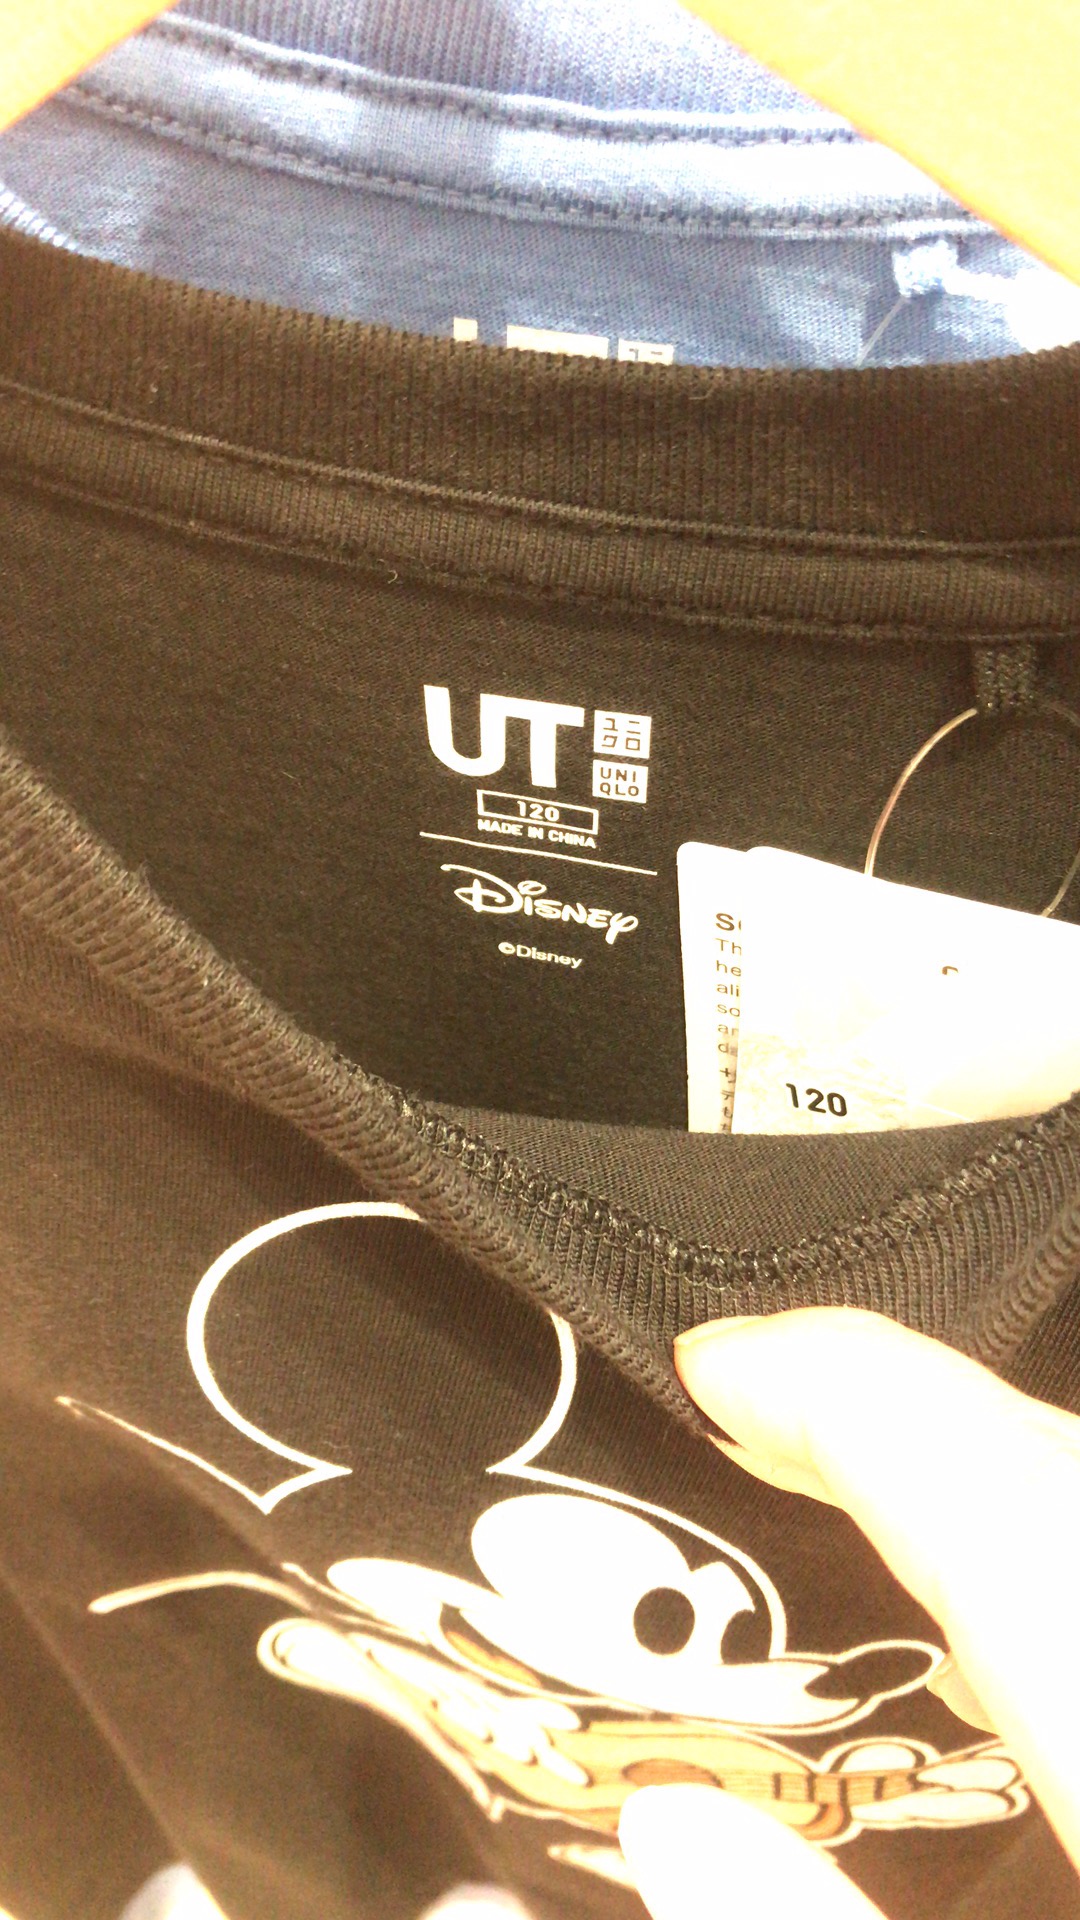 UT
ユニ
クロ
UNI
QLO
120
MADE IN CHINA
Disney
©Disney
120